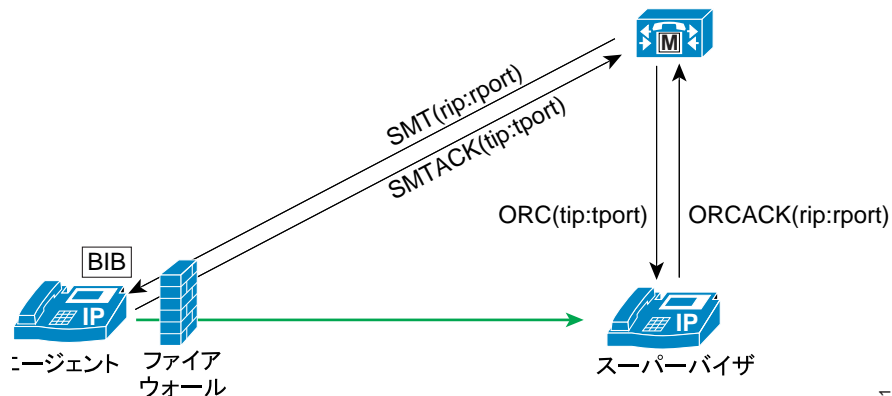 M
SMT(rip:rport)
SMTACK(tip:tport)
ORC(tip:tport)
ORCACK(rip:rport)
BIB
IP
IP
ージェント
ファイア
ウォール
スーパーバイザ